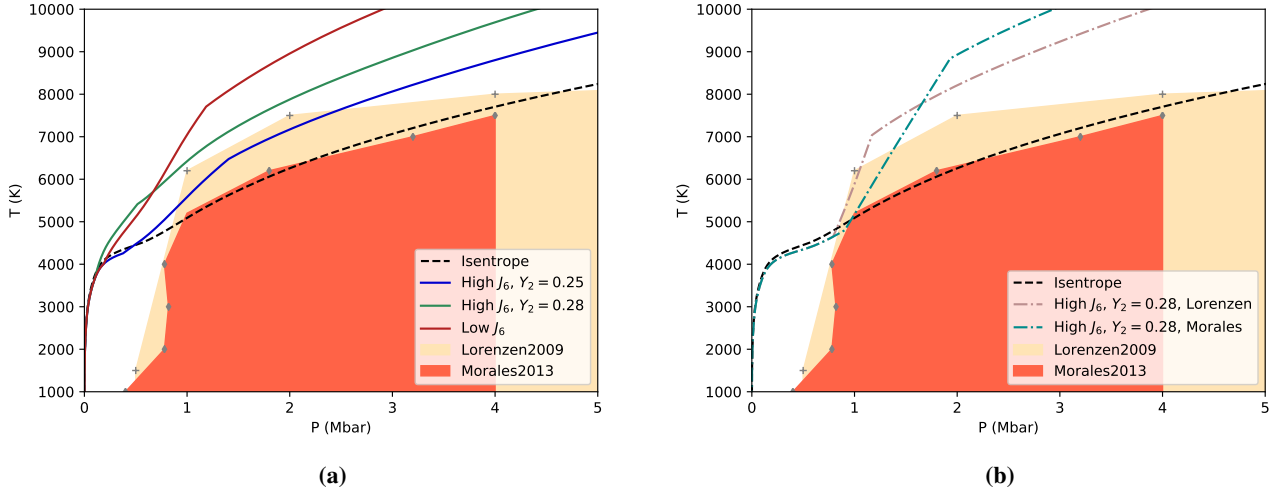 10000
9000
8000
7000
6000
5000
4000
3000
2000
1000
T (K)
0
1
2
3
4
5
P (Mbar)
Isentrope
High J₆, Y₂ = 0.25
High J₆, Y₂ = 0.28
Low J₆
Lorenzen2009
Morales2013
(a)
10000
9000
8000
7000
6000
5000
4000
3000
2000
1000
T (K)
0
1
2
3
4
5
P (Mbar)
Isentrope
High J₆, Y₂ = 0.28, Lorenzen
High J₆, Y₂ = 0.28, Morales
Lorenzen2009
Morales2013
(b)